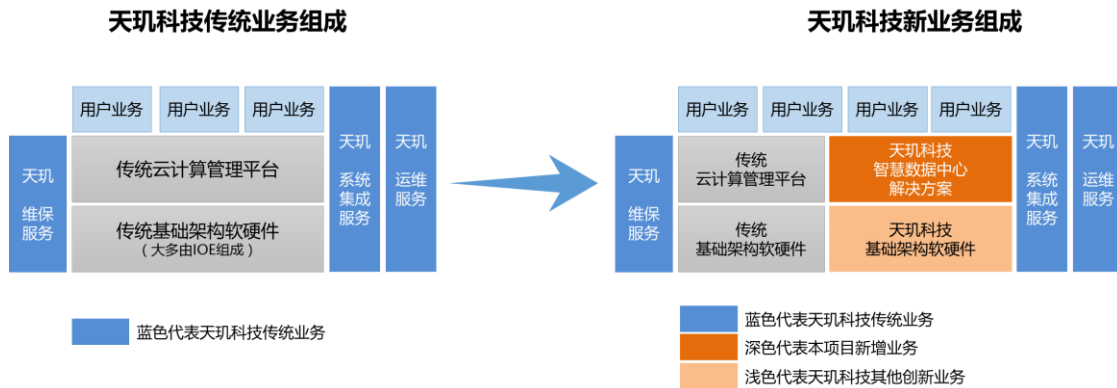 天玑科技传统业务组成
用户业务
用户业务
用户业务
天玑
维保
服务
传统云计算管理平台
传统基础架构软硬件
（大多由IOE组成）
天玑
系统
集成
服务
天玑
运维
服务
蓝色代表天玑科技传统业务
天玑科技新业务组成
用户业务
用户业务
用户业务
用户业务
天玑
维保
服务
传统
云计算管理平台
天玑科技
智慧数据中心
解决方案
传统
基础架构软硬件
天玑科技
基础架构软硬件
天玑
系统
集成
服务
天玑
运维
服务
蓝色代表天玑科技传统业务
深色代表本项目新增业务
浅色代表天玑科技其他创新业务